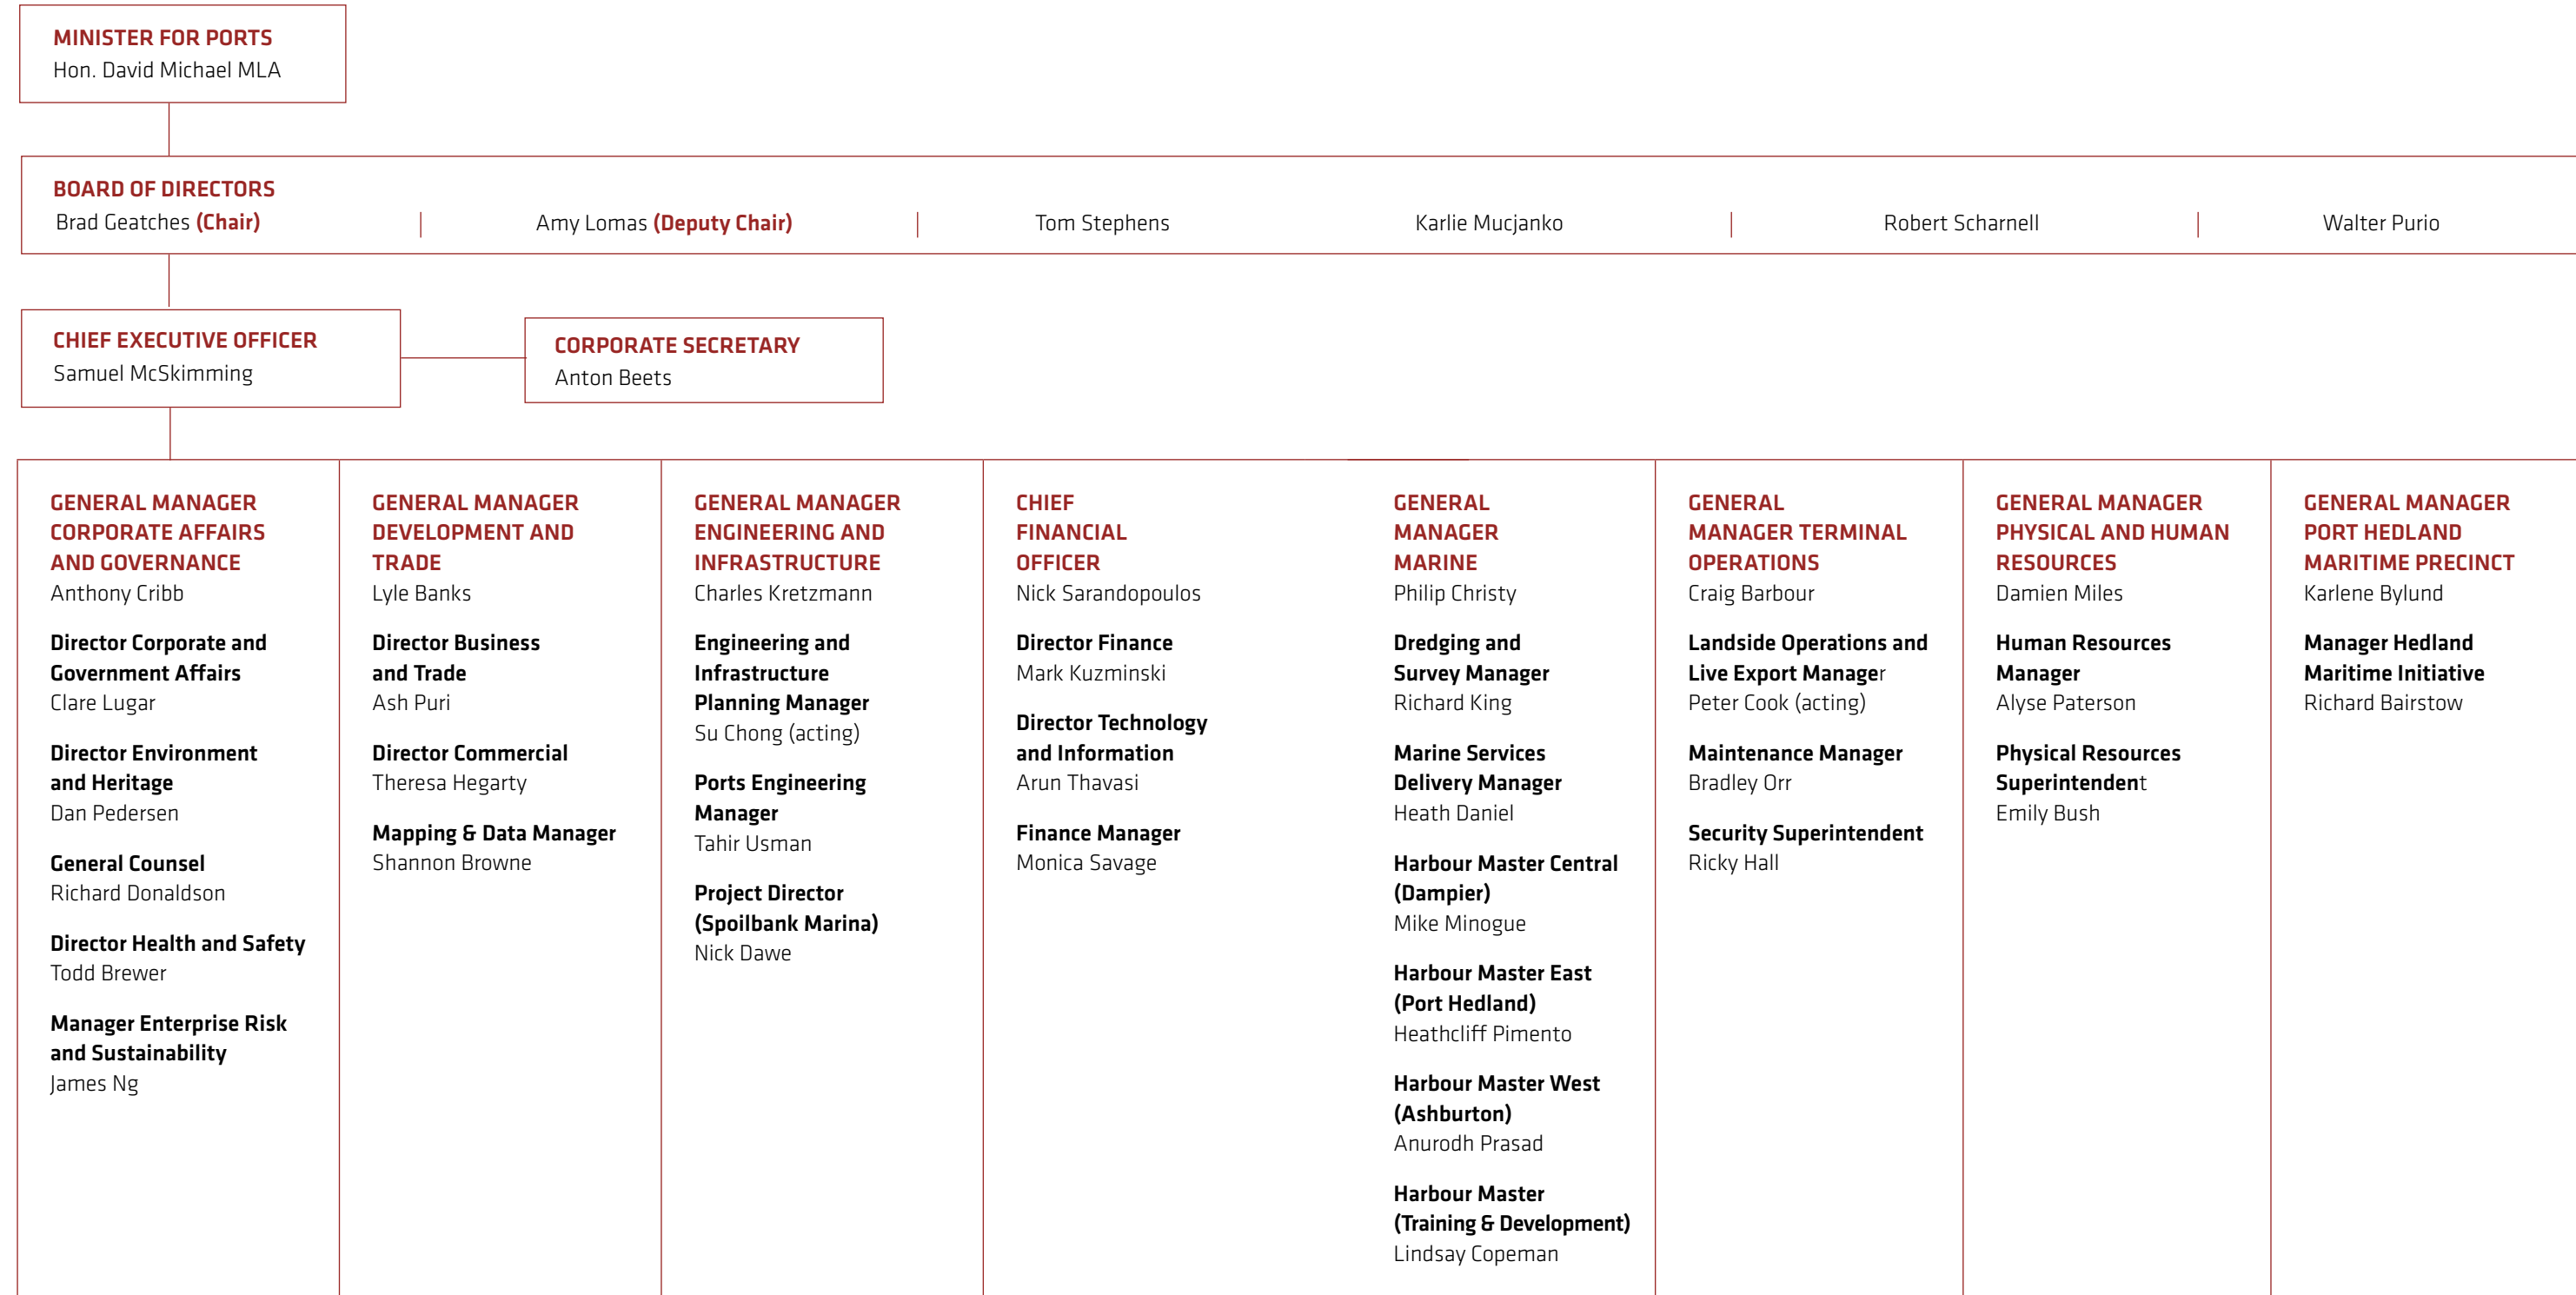 MINISTER FOR PORTS
Hon. David Michael MLA
BOARD OF DIRECTORS
Brad Geatches (Chair)
Amy Lomas (Deputy Chair)
Tom Stephens
Karlie Mucjanko
Robert Scharnell
Walter Purio
CHIEF EXECUTIVE OFFICER
Samuel McSkimming
CORPORATE SECRETARY
Anton Beets
GENERAL MANAGER
CORPORATE AFFAIRS
AND GOVERNANCE
Anthony Cribb
Director Corporate and
Government Affairs
Clare Lugar
Director Environment
and Heritage
Dan Pedersen
General Counsel
Richard Donaldson
Director Health and Safety
Todd Brewer
Manager Enterprise Risk
and Sustainability
James Ng
GENERAL MANAGER
DEVELOPMENT AND
TRADE
Lyle Banks
Director Business
and Trade
Ash Puri
Director Commercial
Theresa Hegarty
Mapping & Data Manager
Shannon Browne
GENERAL MANAGER
ENGINEERING AND
INFRASTRUCTURE
Charles Kretzmann
Engineering and
Infrastructure
Planning Manager
Su Chong (acting)
Ports Engineering
Manager
Tahir Usman
Project Director
(Spoilbank Marina)
Nick Dawe
CHIEF
FINANCIAL
OFFICER
Nick Sarandopoulos
Director Finance
Mark Kuzminski
Director Technology
and Information
Arun Thavasi
Finance Manager
Monica Savage
GENERAL
MANAGER
MARINE
Philip Christy
Dredging and
Survey Manager
Richard King
Marine Services
Delivery Manager
Heath Daniel
Harbour Master Central
(Dampier)
Mike Minogue
Harbour Master East
(Port Hedland)
Heathcliff Pimento
Harbour Master West
(Ashburton)
Anurodh Prasad
Harbour Master
(Training & Development)
Lindsay Copeman
GENERAL
MANAGER TERMINAL
OPERATIONS
Craig Barbour
Landside Operations and
Live Export Manager
Peter Cook (acting)
Maintenance Manager
Bradley Orr
Security Superintendent
Ricky Hall
GENERAL MANAGER
PHYSICAL AND HUMAN
RESOURCES
Damien Miles
Human Resources
Manager
Alyse Paterson
Physical Resources
Superintendent
Emily Bush
GENERAL MANAGER
PORT HEDLAND
MARITIME PRECINCT
Karlene Bylund
Manager Hedland
Maritime Initiative
Richard Bairstow